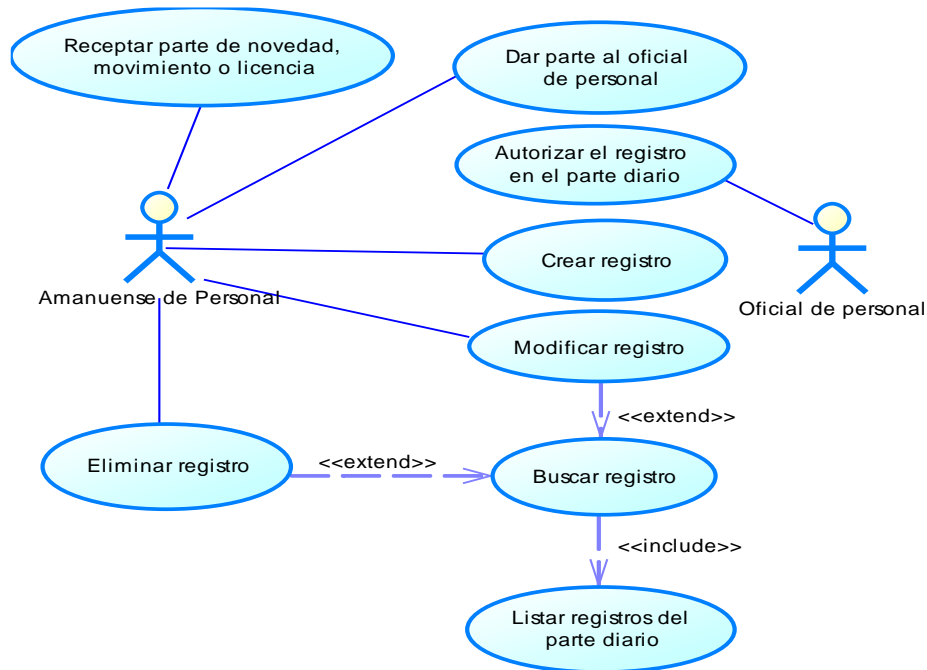 Receptar parte de novedad,
movimiento o licencia
Dar parte al oficial
de personal
Autorizar el registro
en el parte diario
Crear registro
Amanuense de Personal
Oficial de personal
Modificar registro
<<extend>>
Eliminar registro
<<extend>>
Buscar registro
<<include>>
Listar registros del
parte diario